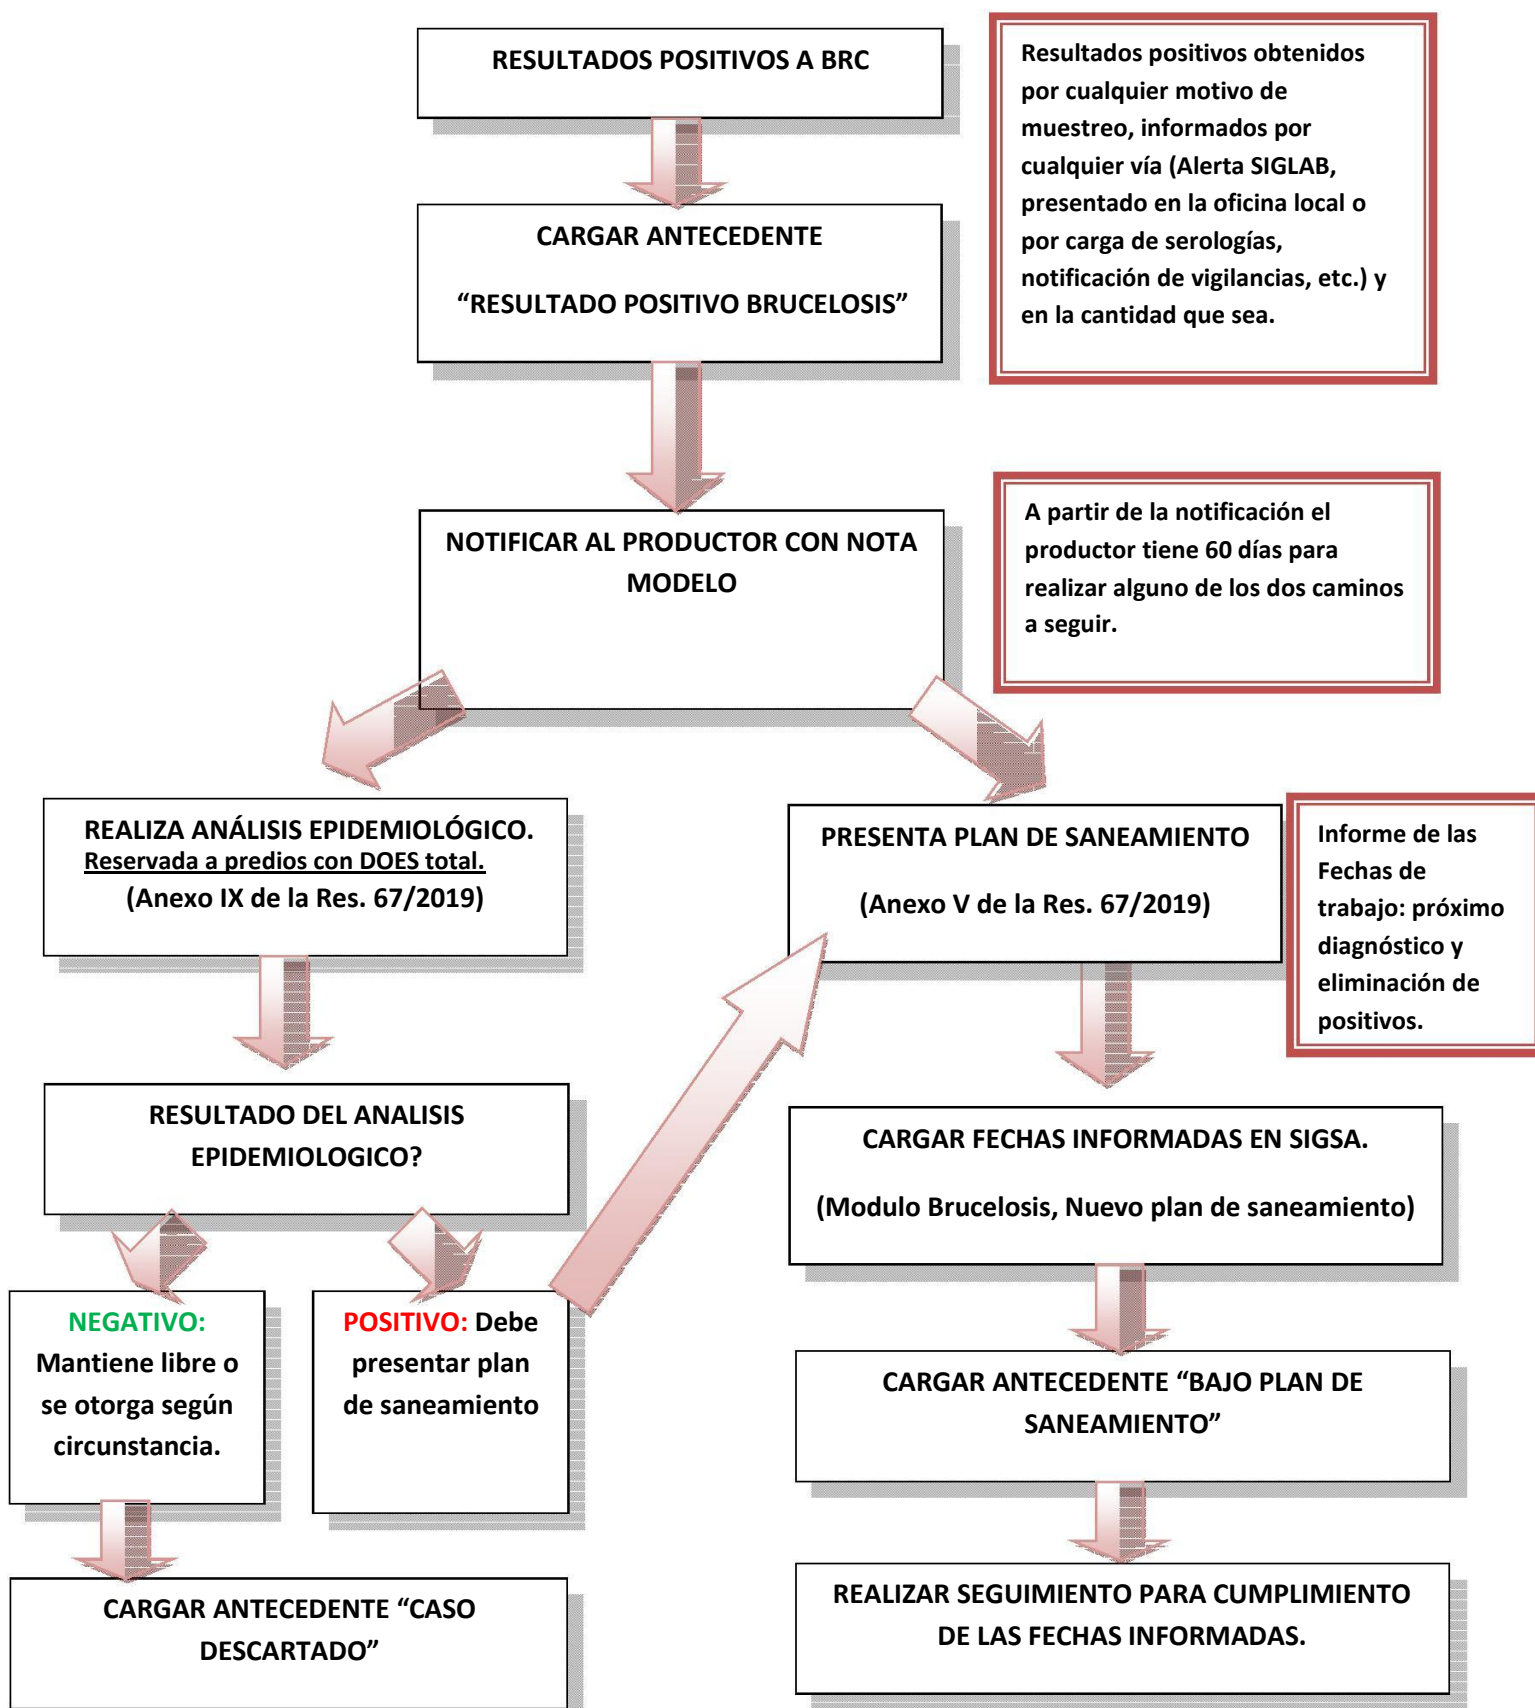 RESULTADOS POSITIVOS A BRC
Resultados positivos obtenidos
por cualquier motivo de
muestreo, informados por
cualquier vía (Alerta SIGLAB,
presentado en la oficina local o
por carga de serologías,
notificación de vigilancias, etc.) y
en la cantidad que sea.
CARGAR ANTECEDENTE
“RESULTADO POSITIVO BRUCELOSIS”
NOTIFICAR AL PRODUCTOR CON NOTA
MODELO
A partir de la notificación el
productor tiene 60 días para
realizar alguno de los dos caminos
a seguir.
REALIZA ANÁLISIS EPIDEMIOLÓGICO.
Reservada a predios con DOES total.
(Anexo IX de la Res. 67/2019)
PRESENTA PLAN DE SANEAMIENTO
(Anexo V de la Res. 67/2019)
Informe de las
Fechas de
trabajo: próximo
diagnóstico y
eliminación de
positivos.
RESULTADO DEL ANALISIS
EPIDEMIOLOGICO?
CARGAR FECHAS INFORMADAS EN SIGSA.
(Modulo Brucelosis, Nuevo plan de saneamiento)
NEGATIVO:
Mantiene libre o
se otorga según
circunstancia.
POSITIVO: Debe
presentar plan
de saneamiento
CARGAR ANTECEDENTE “BAJO PLAN DE
SANEAMIENTO”
CARGAR ANTECEDENTE “CASO
DESCARTADO”
REALIZAR SEGUIMIENTO PARA CUMPLIMIENTO
DE LAS FECHAS INFORMADAS.